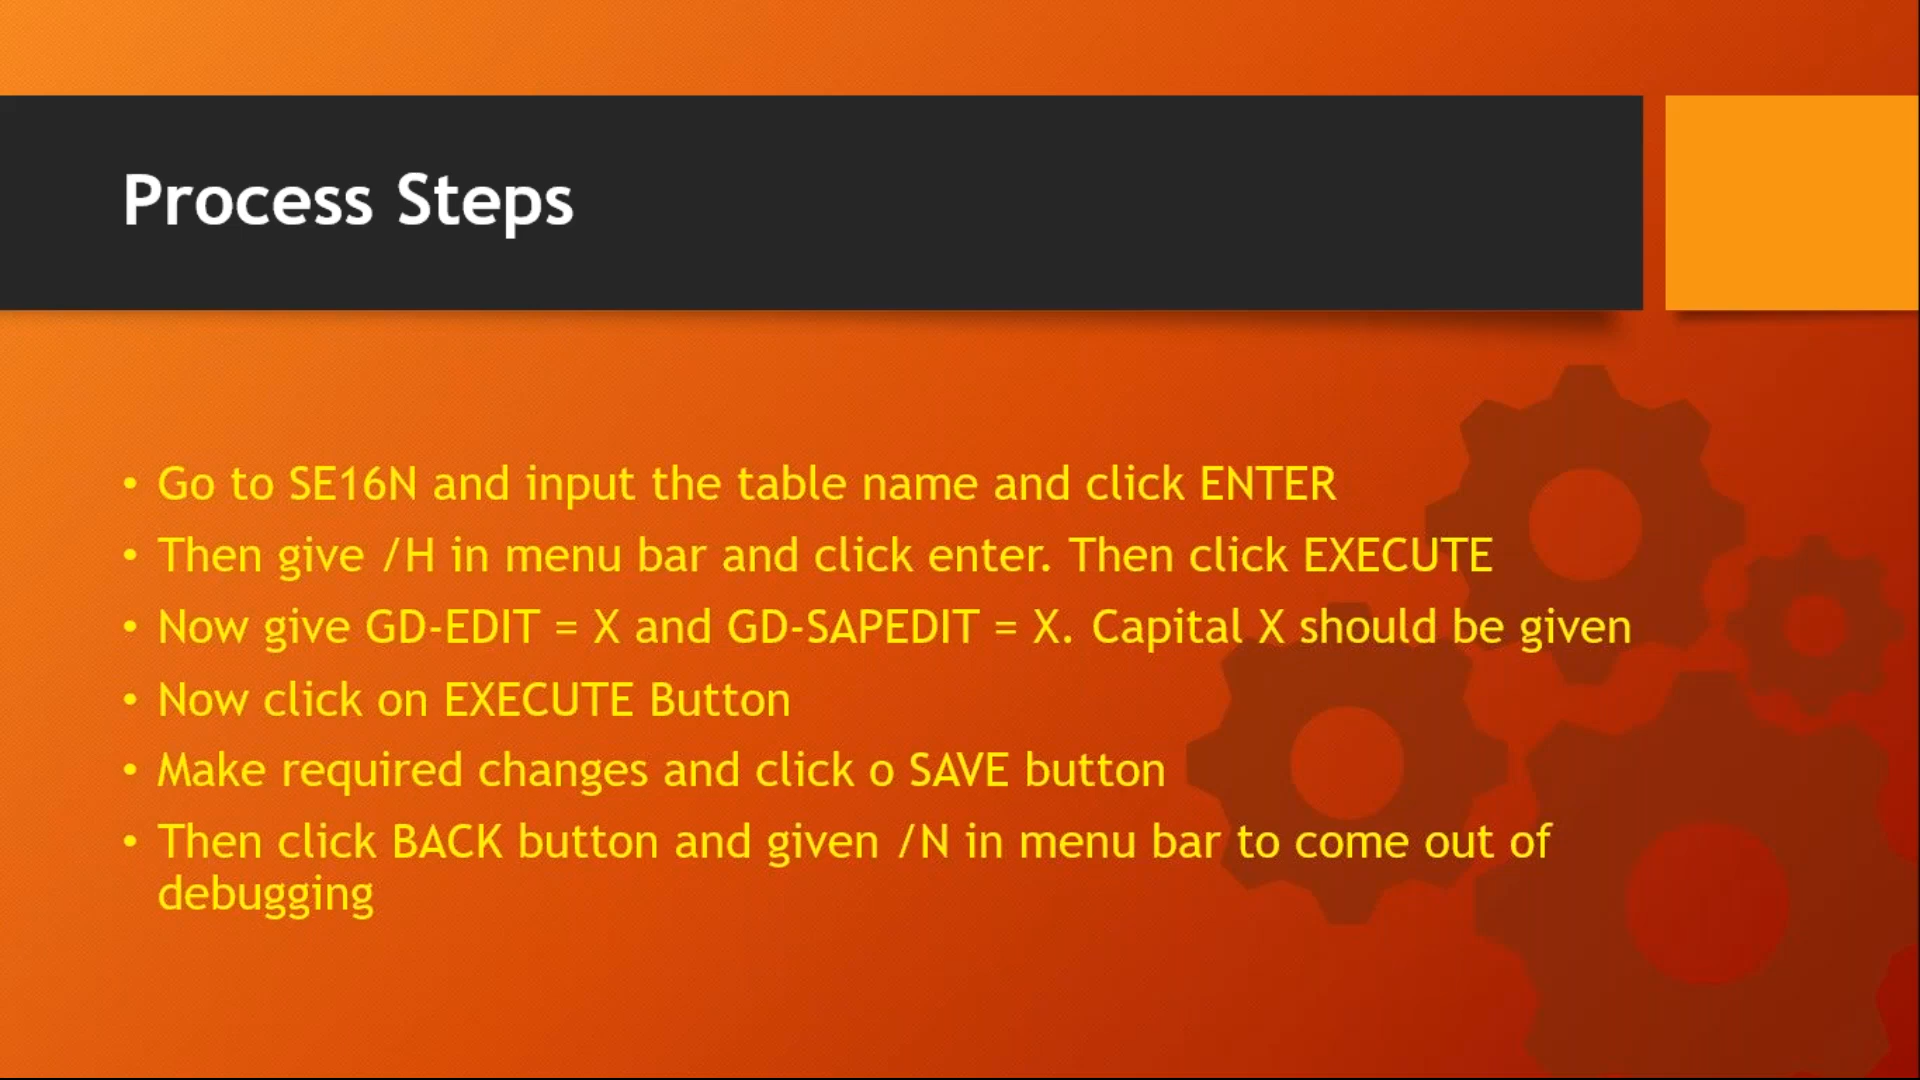 Process Steps
• Go to SE16N and input the table name and click ENTER
• Then give /H in menu bar and click enter. Then click EXECUTE
• Now give GD-EDIT = X and GD-SAPEDIT = X. Capital X should be given
• Now click on EXECUTE Button
• Make required changes and click o SAVE button
• Then click BACK button and given /N in menu bar to come out of
debugging